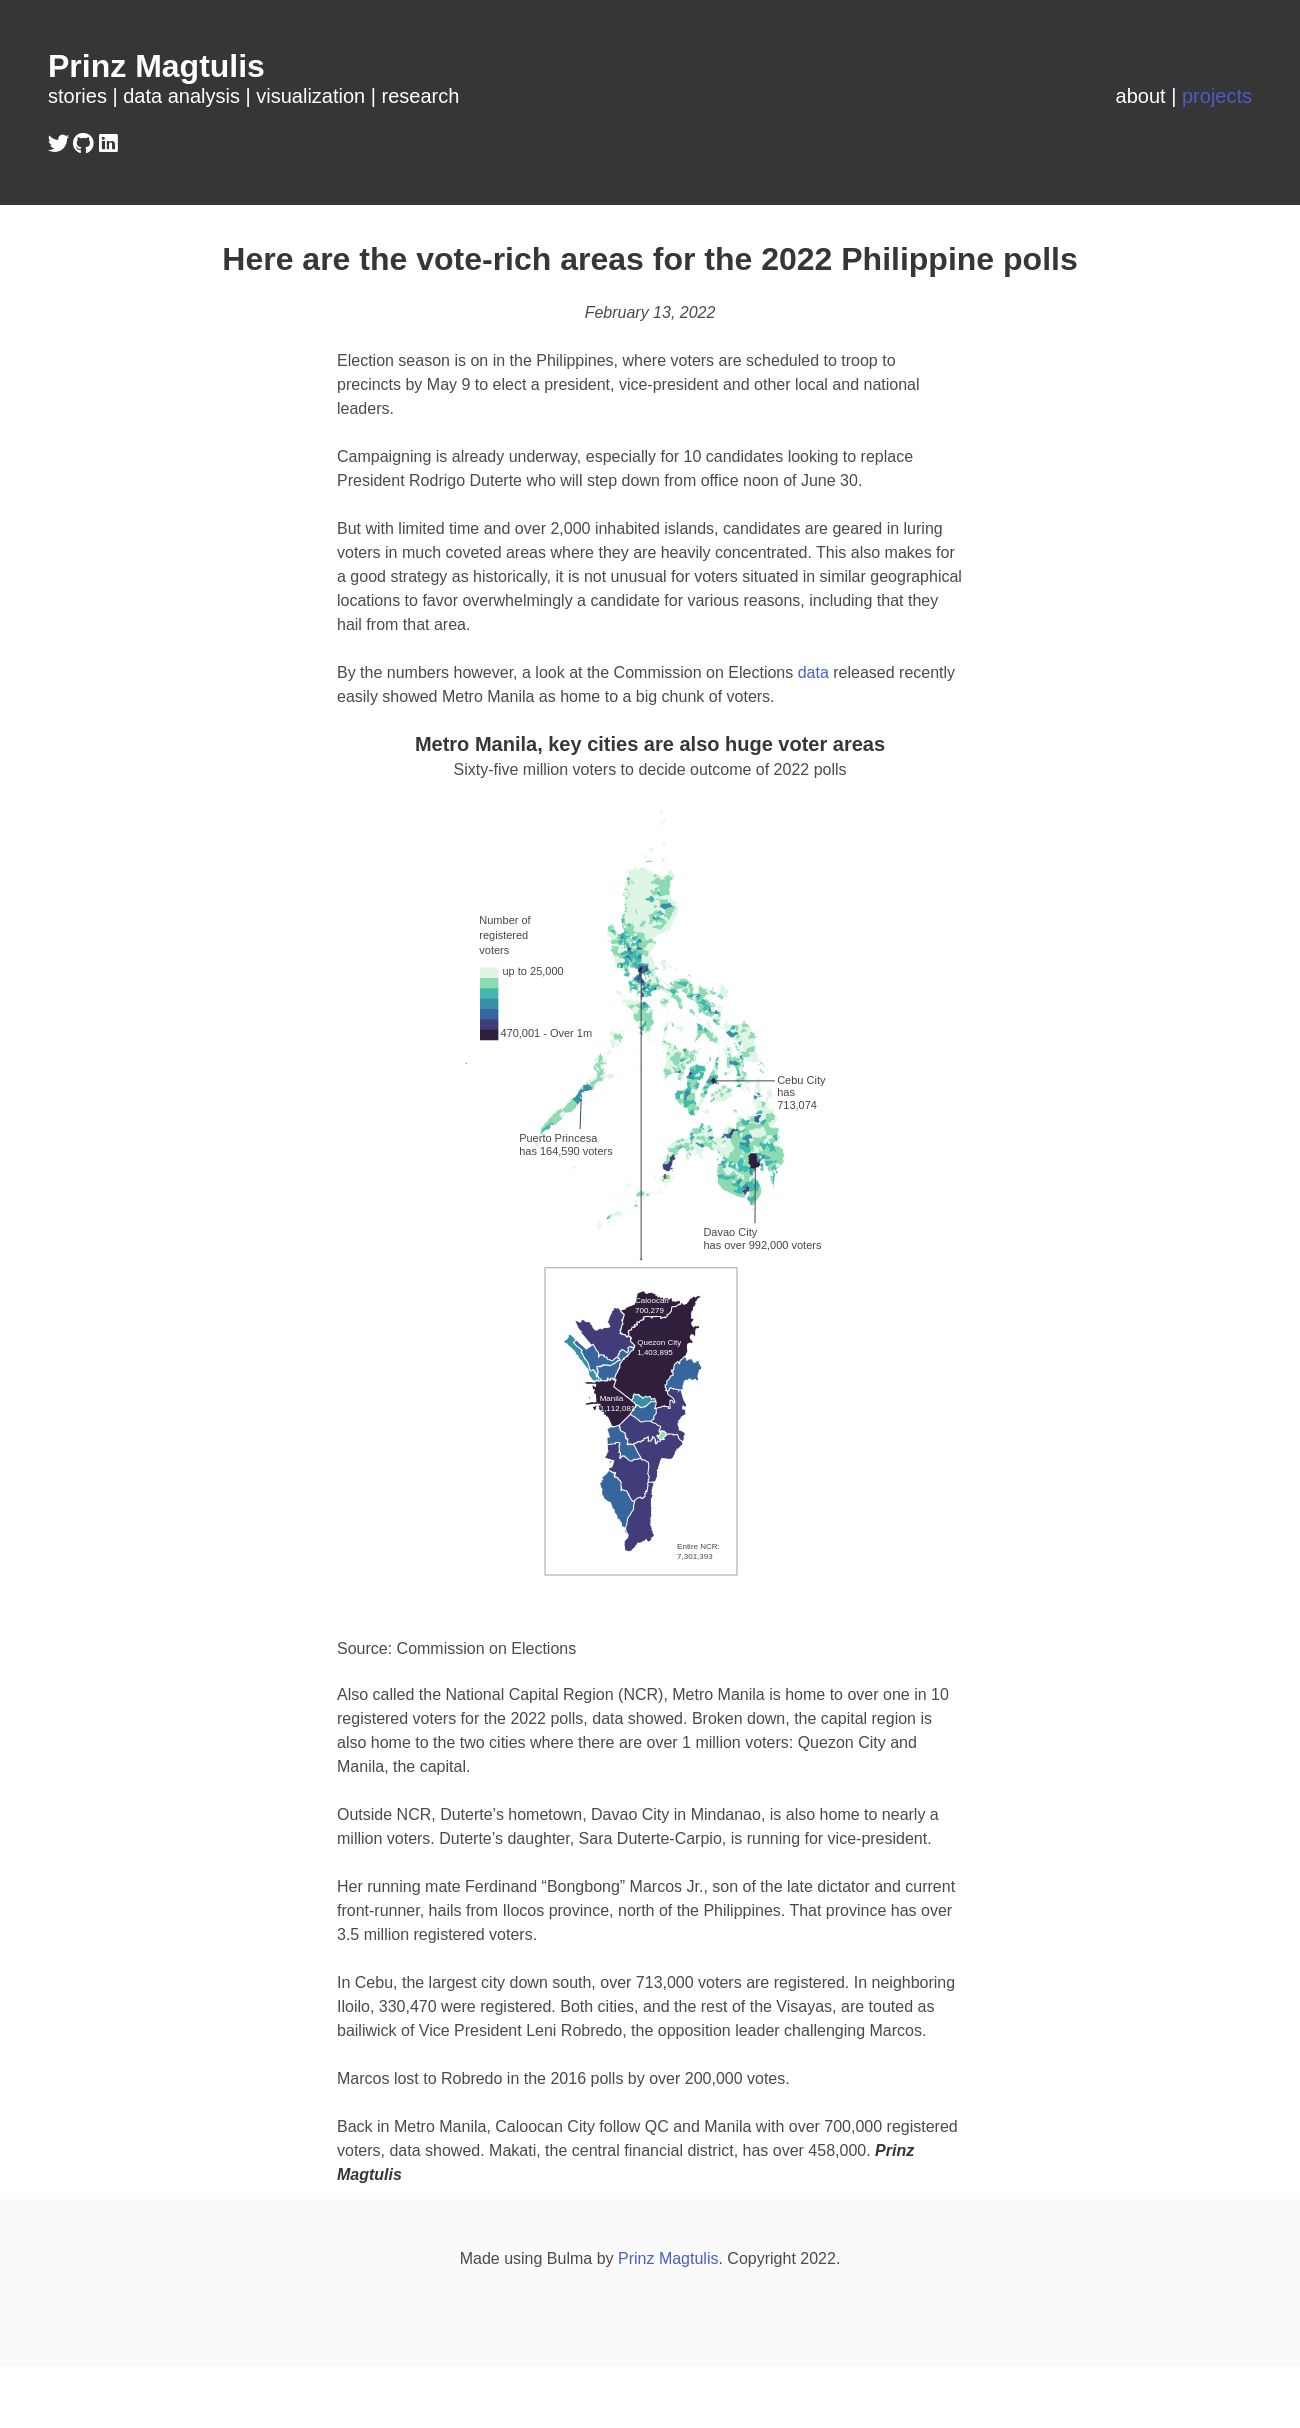 Prinz Magtulis
stories | data analysis | visualization | research
about | projects
Here are the vote-rich areas for the 2022 Philippine polls
February 13, 2022
Election season is on in the Philippines, where voters are scheduled to troop to
precincts by May 9 to elect a president, vice-president and other local and national
leaders.
Campaigning is already underway, especially for 10 candidates looking to replace
President Rodrigo Duterte who will step down from office noon of June 30.
But with limited time and over 2,000 inhabited islands, candidates are geared in luring
voters in much coveted areas where they are heavily concentrated. This also makes for
a good strategy as historically, it is not unusual for voters situated in similar geographical
locations to favor overwhelmingly a candidate for various reasons, including that they
hail from that area.
By the numbers however, a look at the Commission on Elections data released recently
easily showed Metro Manila as home to a big chunk of voters.
Metro Manila, key cities are also huge voter areas
Sixty-five million voters to decide outcome of 2022 polls
Number of
registered
voters
up to 25,000
470,001 - Over 1m
Cebu City
has
713,074
Puerto Princesa
has 164,590 voters
Davao City
has over 992,000 voters
Caloocan
700,279
Quezon City
1,403,895
Manila
1,112,081
Entire NCR:
7,301,393
Source: Commission on Elections
Also called the National Capital Region (NCR), Metro Manila is home to over one in 10
registered voters for the 2022 polls, data showed. Broken down, the capital region is
also home to the two cities where there are over 1 million voters: Quezon City and
Manila, the capital.
Outside NCR, Duterte’s hometown, Davao City in Mindanao, is also home to nearly a
million voters. Duterte’s daughter, Sara Duterte-Carpio, is running for vice-president.
Her running mate Ferdinand “Bongbong” Marcos Jr., son of the late dictator and current
front-runner, hails from Ilocos province, north of the Philippines. That province has over
3.5 million registered voters.
In Cebu, the largest city down south, over 713,000 voters are registered. In neighboring
Iloilo, 330,470 were registered. Both cities, and the rest of the Visayas, are touted as
bailiwick of Vice President Leni Robredo, the opposition leader challenging Marcos.
Marcos lost to Robredo in the 2016 polls by over 200,000 votes.
Back in Metro Manila, Caloocan City follow QC and Manila with over 700,000 registered
voters, data showed. Makati, the central financial district, has over 458,000. Prinz
Magtulis
Made using Bulma by Prinz Magtulis. Copyright 2022.